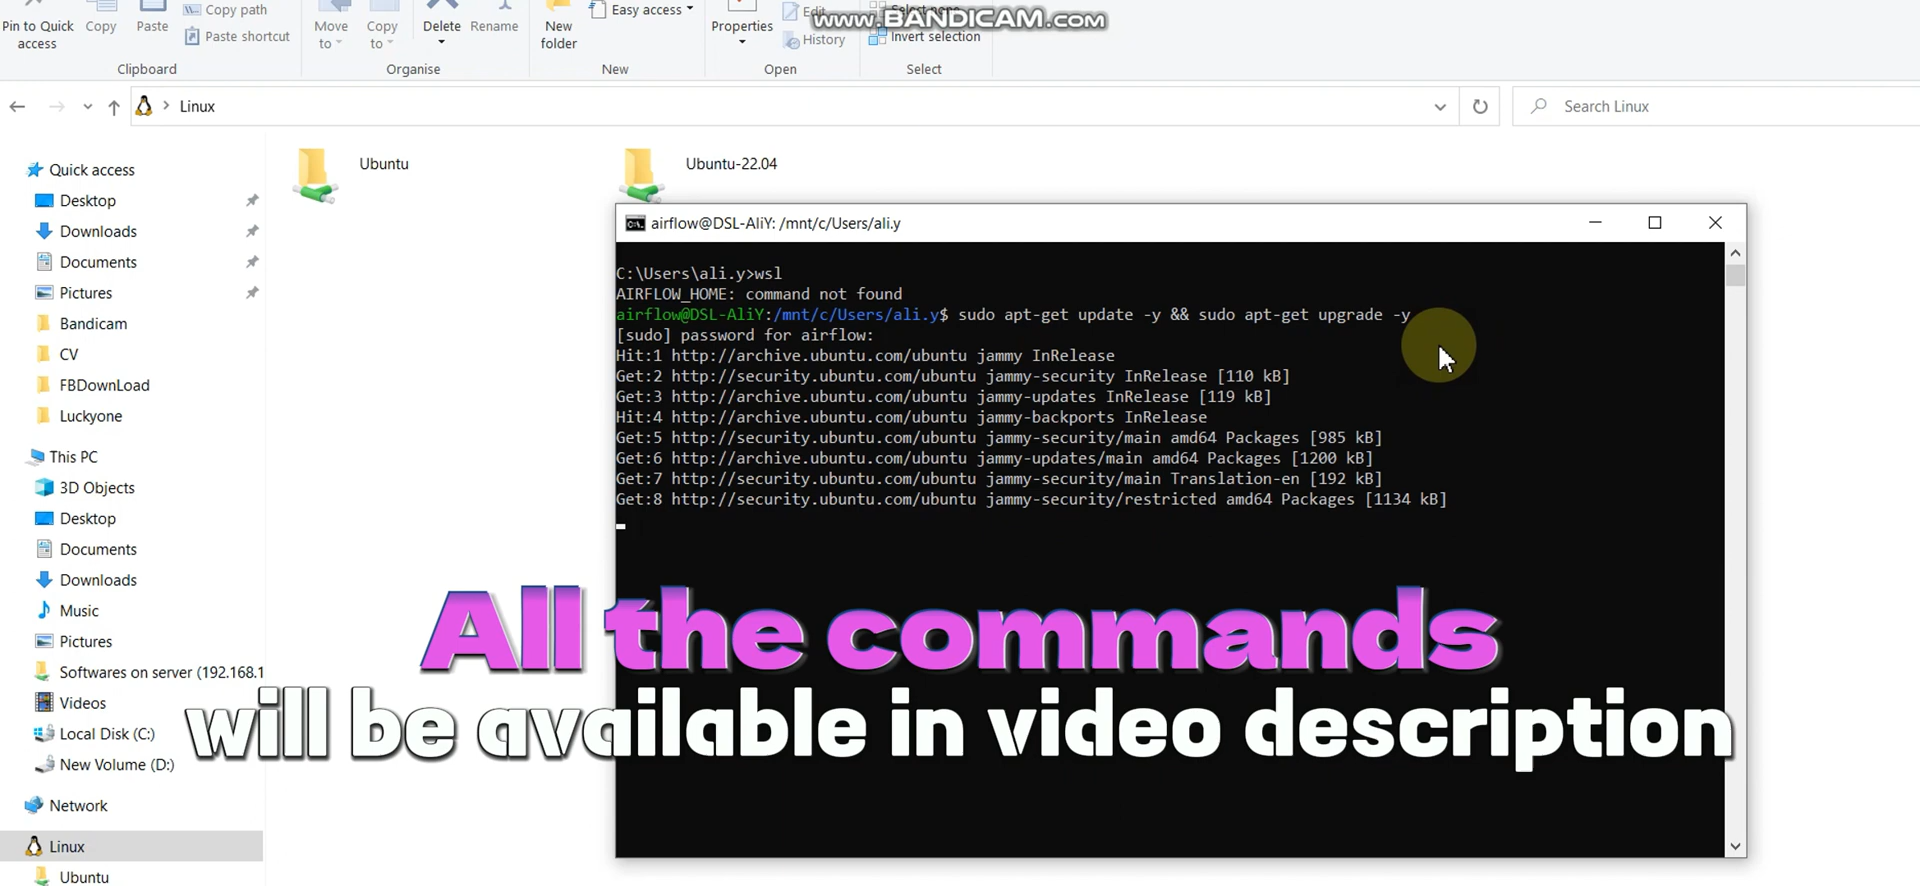 Pin to Quick access
Copy
Paste
Copy path
Paste shortcut
Clipboard
Move to
Copy to
Delete
Rename
Organise
New folder
Easy access
New
Properties
Edit
History
Open
Select none
Invert selection
Select
www.BANDICAM.com
Linux
Search Linux
Quick access
Desktop
Downloads
Documents
Pictures
Bandicam
CV
FBDownLoad
Luckyone
This PC
3D Objects
Desktop
Documents
Downloads
Music
Pictures
Softwares on server (192.168.1
Videos
Local Disk (C:)
New Volume (D:)
Network
Linux
Ubuntu
Ubuntu
Ubuntu-22.04
airflow@DSL-AliY: /mnt/c/Users/ali.y
C:\Users\ali.y>wsl
AIRFLOW_HOME: command not found
airflow@DSL-AliY:/mnt/c/Users/ali.y$ sudo apt-get update -y && sudo apt-get upgrade -y
[sudo] password for airflow:
Hit:1 http://archive.ubuntu.com/ubuntu jammy InRelease
Get:2 http://security.ubuntu.com/ubuntu jammy-security InRelease [110 kB]
Get:3 http://archive.ubuntu.com/ubuntu jammy-updates InRelease [119 kB]
Hit:4 http://archive.ubuntu.com/ubuntu jammy-backports InRelease
Get:5 http://security.ubuntu.com/ubuntu jammy-security/main amd64 Packages [985 kB]
Get:6 http://archive.ubuntu.com/ubuntu jammy-updates/main amd64 Packages [1200 kB]
Get:7 http://security.ubuntu.com/ubuntu jammy-security/main Translation-en [192 kB]
Get:8 http://security.ubuntu.com/ubuntu jammy-security/restricted amd64 Packages [1134 kB]
All the commands
will be available in video description